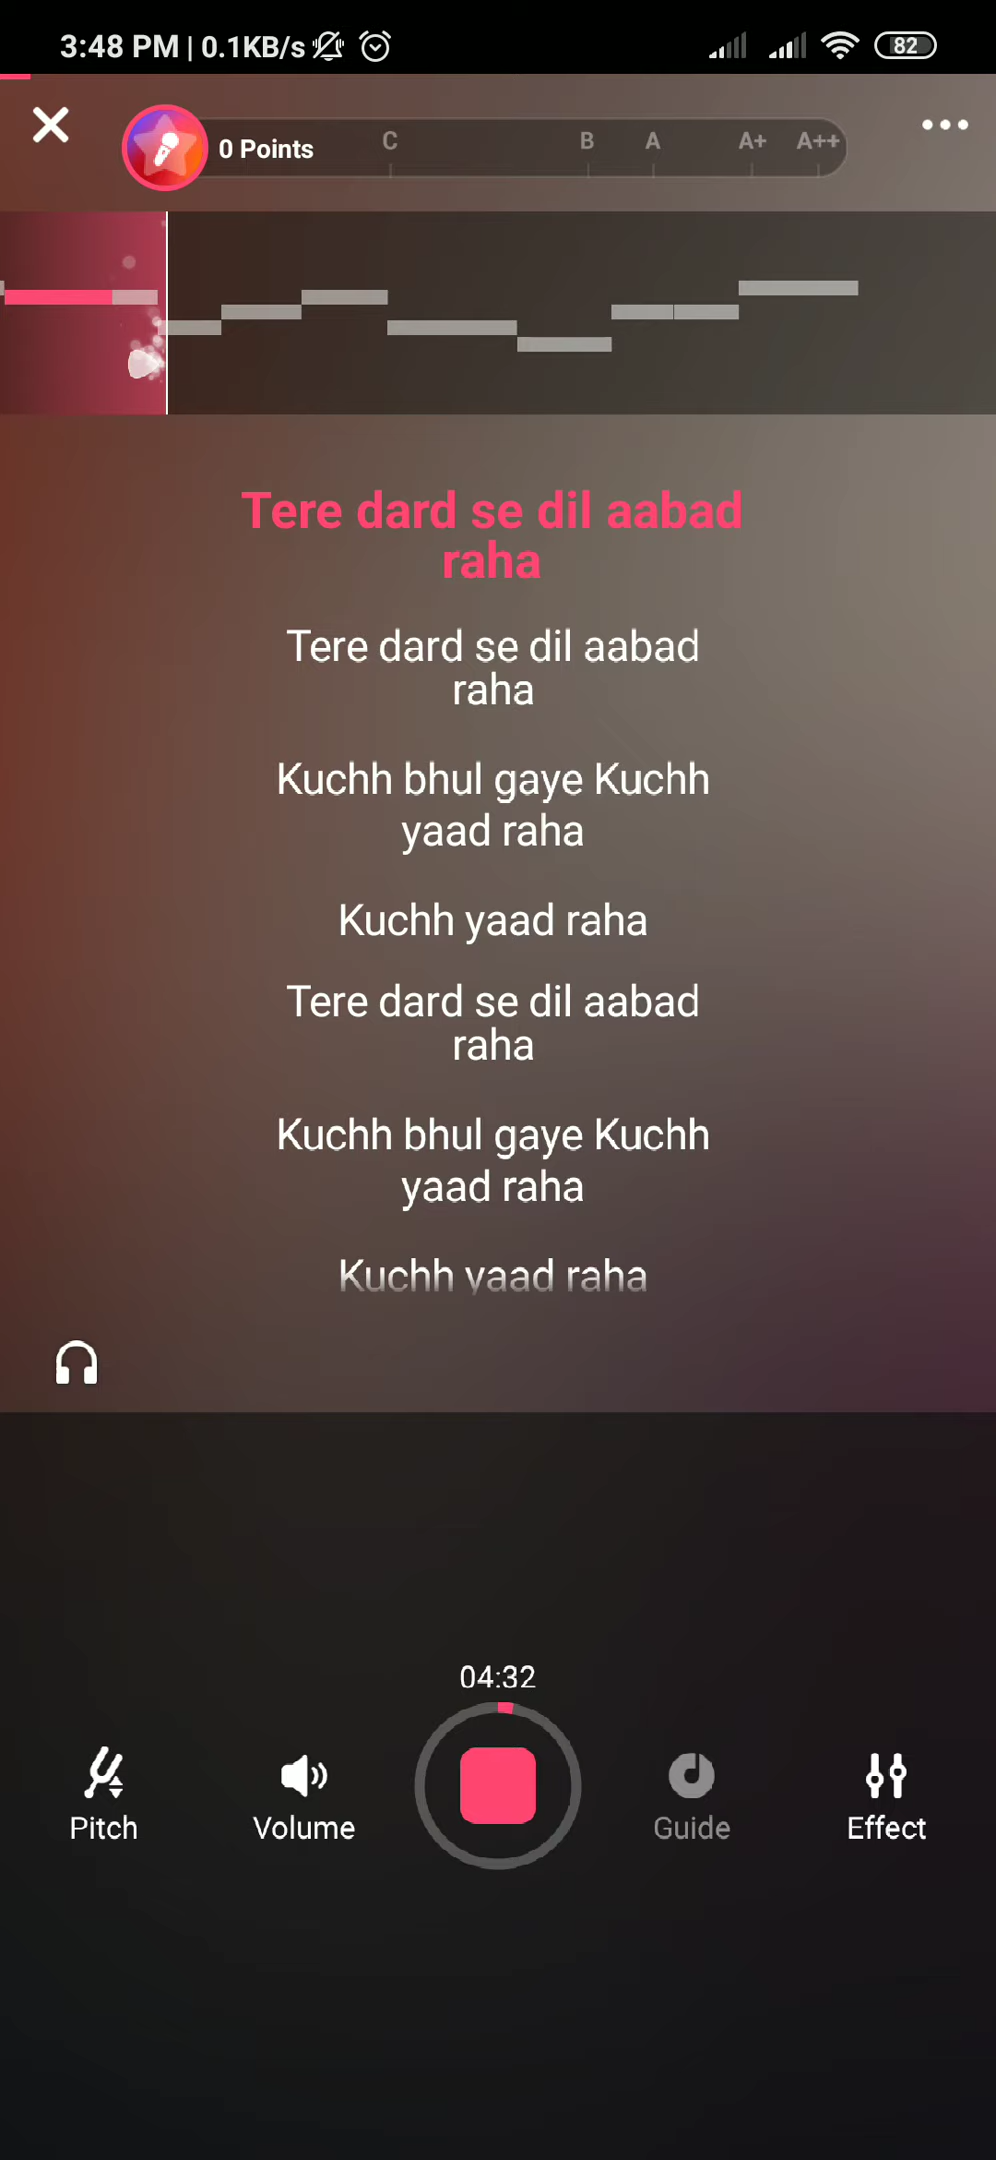 3:48 PM | 0.1KB/s 82
0 Points C B A A+ A++
Tere dard se dil aabad
raha
Tere dard se dil aabad
raha
Kuchh bhul gaye Kuchh
yaad raha
Kuchh yaad raha
Tere dard se dil aabad
raha
Kuchh bhul gaye Kuchh
yaad raha
Kuchh yaad raha
04:32
Pitch Volume Guide Effect